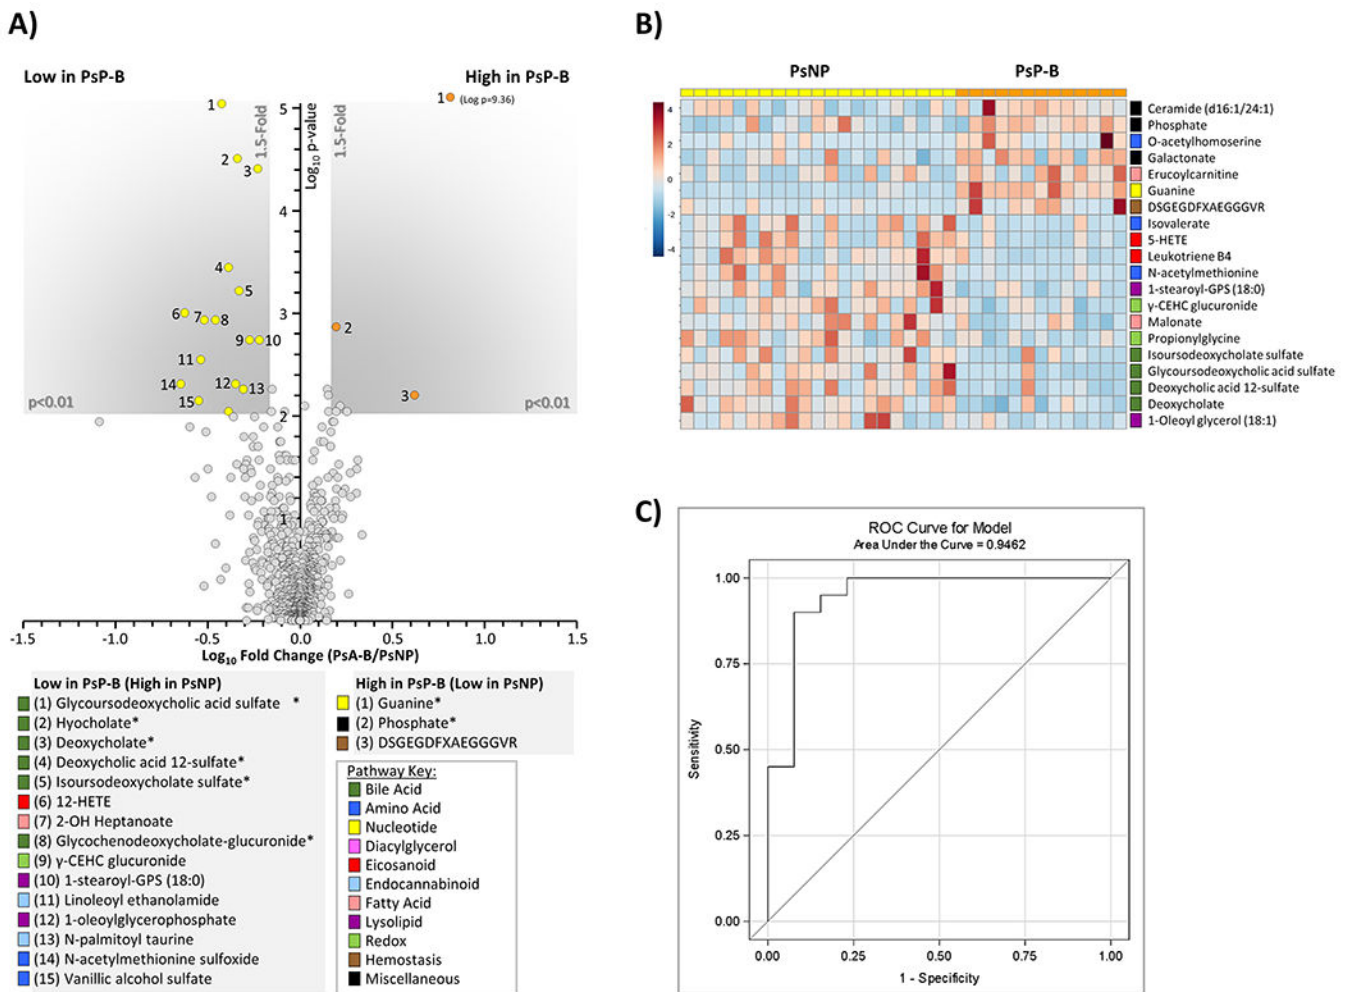 A)
Low in PsP-B
High in PsP-B
1
1 (Log p=9.36)
5
1.5-Fold
1.5-Fold
Log10 p-value
2
3
4
4
5
3
6
7
8
2
9
10
11
14
12
13
15
3
p<0.01
p<0.01
2
1
-1.5
-1.0
-0.5
0.0
0.5
1.0
1.5
Log10 Fold Change (PsA-B/PsNP)
Low in PsP-B (High in PsNP)
(1) Glycoursodeoxycholic acid sulfate *
(2) Hyocholate*
(3) Deoxycholate*
(4) Deoxycholic acid 12-sulfate*
(5) Isoursodeoxycholate sulfate*
(6) 12-HETE
(7) 2-OH Heptanoate
(8) Glycochenodeoxycholate-glucuronide*
(9) γ-CEHC glucuronide
(10) 1-stearoyl-GPS (18:0)
(11) Linoleoyl ethanolamide
(12) 1-oleoylglycerophosphate
(13) N-palmitoyl taurine
(14) N-acetylmethionine sulfoxide
(15) Vanillic alcohol sulfate
High in PsP-B (Low in PsNP)
(1) Guanine*
(2) Phosphate*
(3) DSGEGDFXAEGGGVR
Pathway Key:
Bile Acid
Amino Acid
Nucleotide
Diacylglycerol
Eicosanoid
Endocannabinoid
Fatty Acid
Lysolipid
Redox
Hemostasis
Miscellaneous
B)
PsNP
PsP-B
4
2
0
-2
-4
Ceramide (d16:1/24:1)
Phosphate
O-acetylhomoserine
Galactonate
Erucoylcarnitine
Guanine
DSGEGDFXAEGGGVR
Isovalerate
5-HETE
Leukotriene B4
N-acetylmethionine
1-stearoyl-GPS (18:0)
γ-CEHC glucuronide
Malonate
Propionylglycine
Isoursodeoxycholate sulfate
Glycoursodeoxycholic acid sulfate
Deoxycholic acid 12-sulfate
Deoxycholate
1-Oleoyl glycerol (18:1)
C)
ROC Curve for Model
Area Under the Curve = 0.9462
1.00
0.75
0.50
0.25
0.00
Sensitivity
0.00
0.25
0.50
0.75
1.00
1 - Specificity